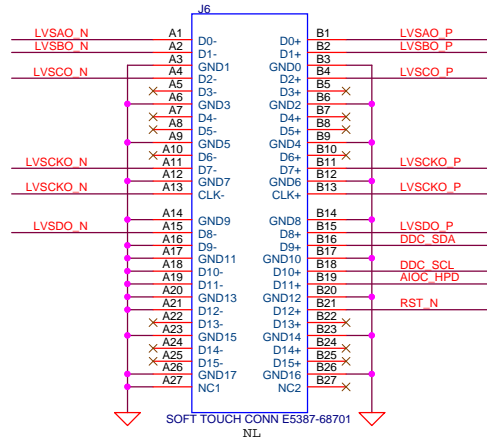 J6
LVSAO_N A1 D0- D0+ B1 LVSAO_P
LVSBO_N A2 D1- D1+ B2 LVSBO_P
A3 GND1 GND0 B3
LVSCO_N A4 D2- D2+ B4 LVSCO_P
A5 D3- D3+ B5
A6 GND3 GND2 B6
A7 D4- D4+ B7
A8 D5- D5+ B8
A9 GND5 GND4 B9
A10 D6- D6+ B10
LVSCKO_N A11 D7- D7+ B11 LVSCKO_P
A12 GND7 GND6 B12
LVSCKO_N A13 CLK- CLK+ B13 LVSCKO_P
A14 GND9 GND8 B14
LVSDO_N A15 D8- D8+ B15 LVSDO_P
A16 D9- D9+ B16 DDC_SDA
A17 GND11 GND10 B17
A18 D10- D10+ B18 DDC_SCL
A19 D11- D11+ B19 AIOC_HPD
A20 GND13 GND12 B20
A21 D12- D12+ B21 RST_N
A22 D13- D13+ B22
A23 GND15 GND14 B23
A24 D14- D14+ B24
A25 D15- D15+ B25
A26 GND17 GND16 B26
A27 NC1 NC2 B27
SOFT TOUCH CONN E5387-68701
NL